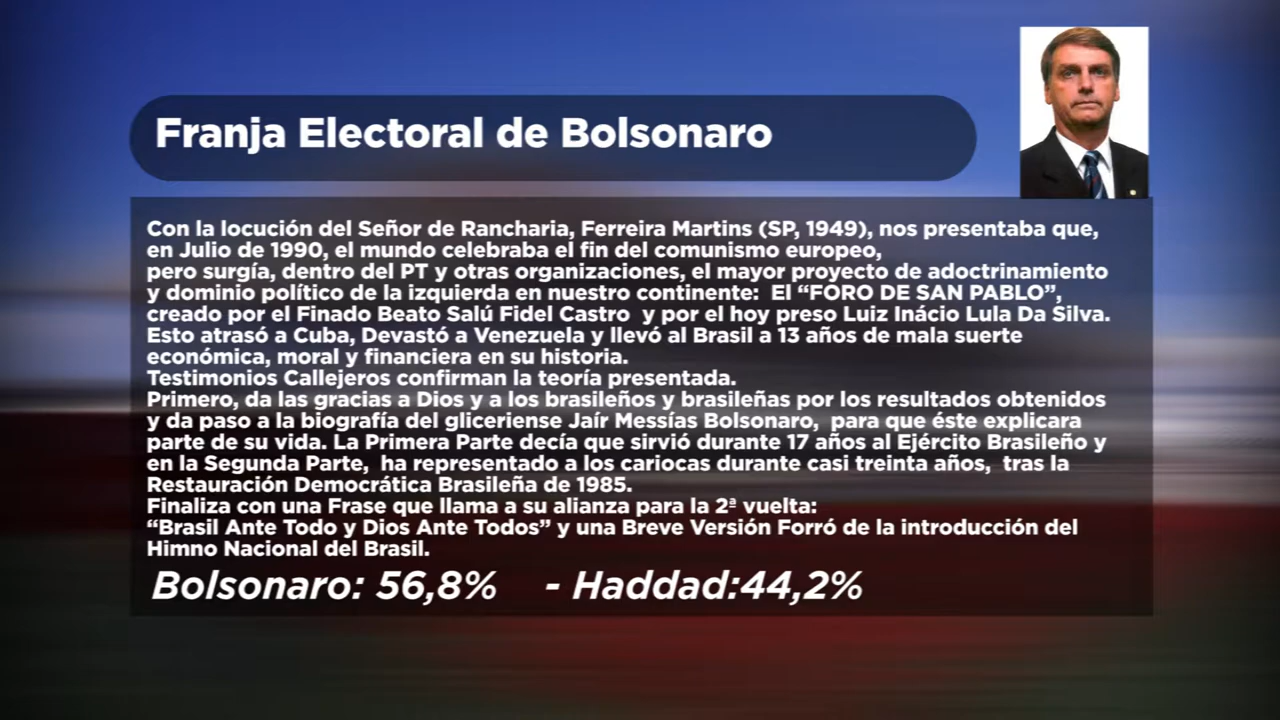 Franja Electoral de Bolsonaro
Con la locución del Señor de Rancharia, Ferreira Martins (SP, 1949), nos presentaba que,
en Julio de 1990, el mundo celebraba el fin del comunismo europeo,
pero surgía, dentro del PT y otras organizaciones, el mayor proyecto de adoctrinamiento
y dominio político de la izquierda en nuestro continente:  El “FORO DE SAN PABLO”,
creado por el Finado Beato Salú Fidel Castro  y por el hoy preso Luiz Inácio Lula Da Silva.
Esto atrasó a Cuba, Devastó a Venezuela y llevó al Brasil a 13 años de mala suerte
económica, moral y financiera en su historia.
Testimonios Callejeros confirman la teoría presentada.
Primero, da las gracias a Dios y a los brasileños y brasileñas por los resultados obtenidos
y da paso a la biografía del gliceriense Jaír Messías Bolsonaro,  para que éste explicara
parte de su vida. La Primera Parte decía que sirvió durante 17 años al Ejército Brasileño y
en la Segunda Parte,  ha representado a los cariocas durante casi treinta años,  tras la
Restauración Democrática Brasileña de 1985.
Finaliza con una Frase que llama a su alianza para la 2ª vuelta:
“Brasil Ante Todo y Dios Ante Todos” y una Breve Versión Forró de la introducción del
Himno Nacional del Brasil.
Bolsonaro: 56,8%    - Haddad:44,2%